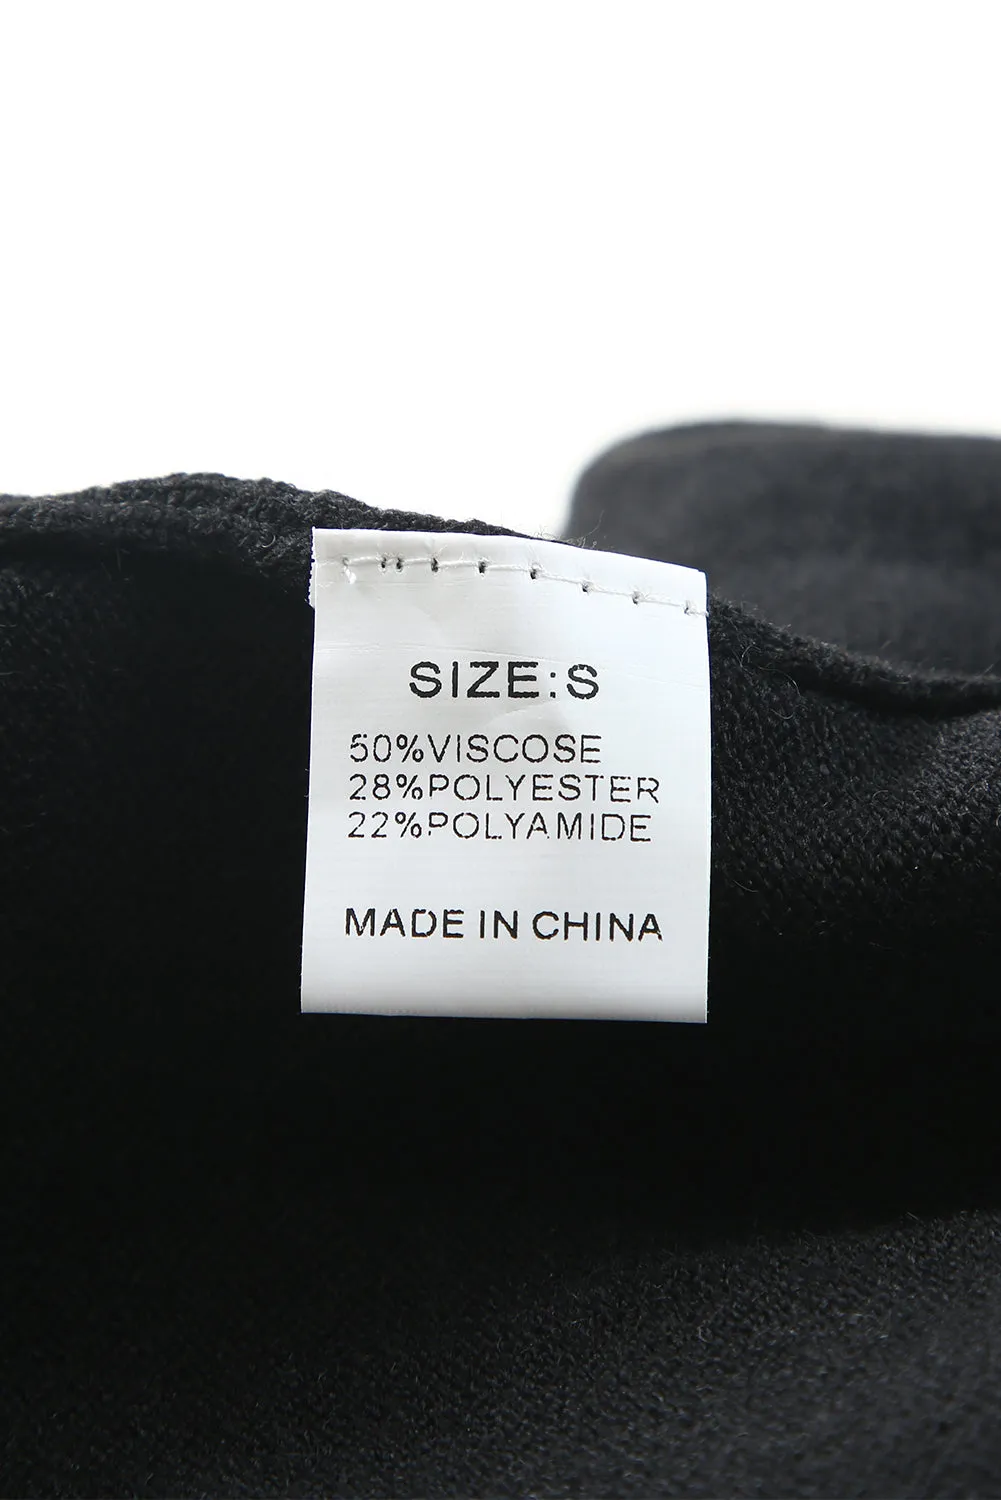 SIZE:S
50%VISCOSE
28%POLYESTER
22%POLYAMIDE
MADE IN CHINA